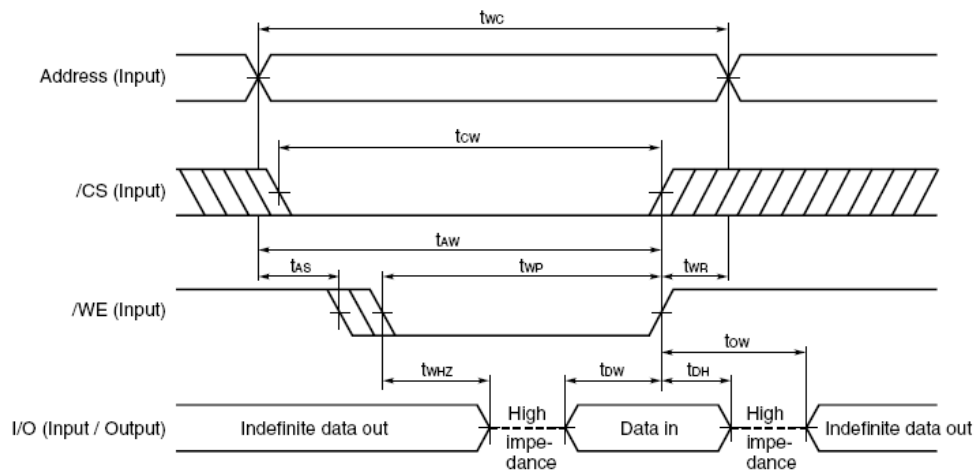 tWC
Address (Input)
tCW
/CS (Input)
tAW
tAS
tWP
tWR
/WE (Input)
tOW
tWHZ
tDW
tDH
I/O (Input / Output)
Indefinite data out
High
impe-
dance
Data in
High
impe-
dance
Indefinite data out